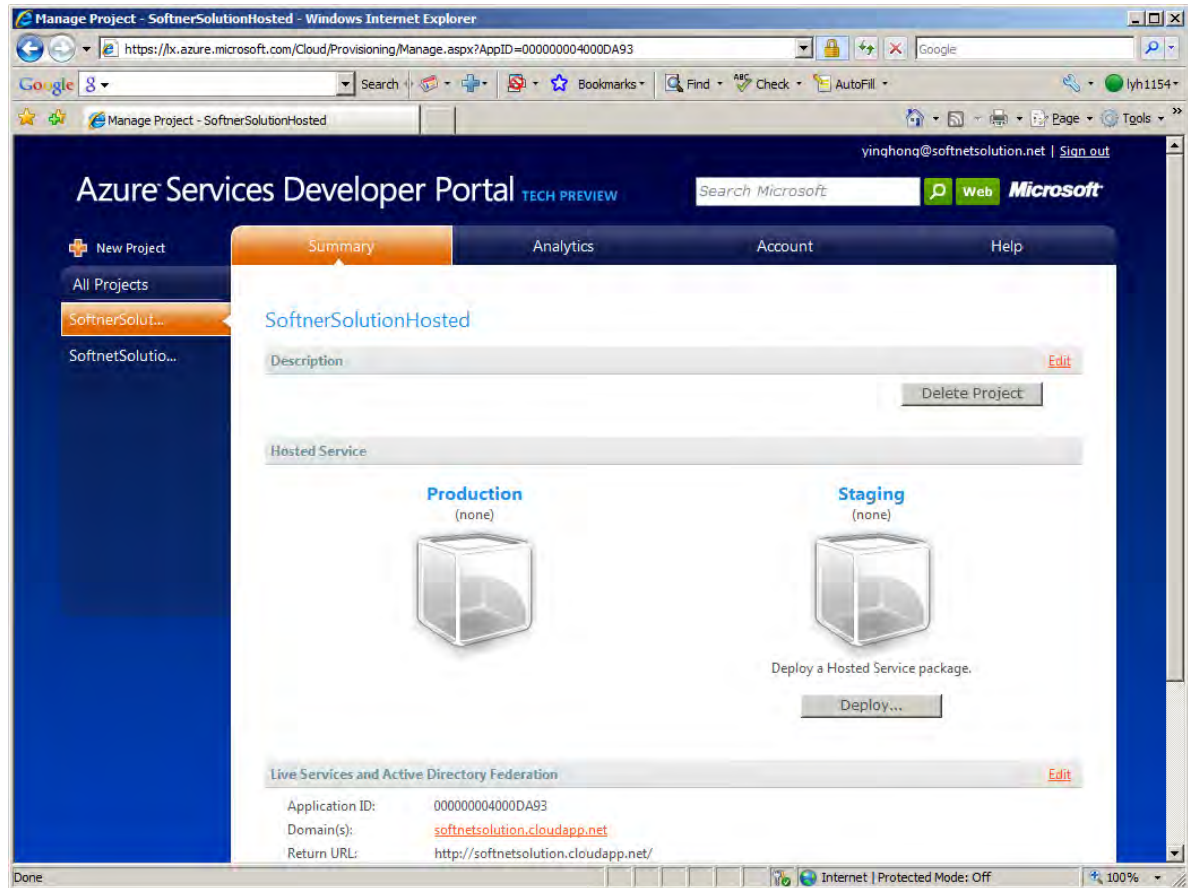 Manage Project - SoftnerSolutionHosted - Windows Internet Explorer
https://lx.azure.microsoft.com/Cloud/Provisioning/Manage.aspx?AppID=000000004000DA93
Google
Google Search Bookmarks Find Check AutoFill lyh1154
Manage Project - SoftnerSolutionHosted
Page Tools
yinghong@softnetsolution.net | Sign out
Azure Services Developer Portal TECH PREVIEW
Search Microsoft Web Microsoft
New Project
Summary Analytics Account Help
All Projects
SoftnerSolut...
SoftnetSolutio...
SoftnerSolutionHosted
Description Edit
Delete Project
Hosted Service
Production Staging
(none) (none)
Deploy a Hosted Service package.
Deploy...
Live Services and Active Directory Federation Edit
Application ID: 000000004000DA93
Domain(s): softnetsolution.cloudapp.net
Return URL: http://softnetsolution.cloudapp.net/
Done Internet | Protected Mode: Off 100%